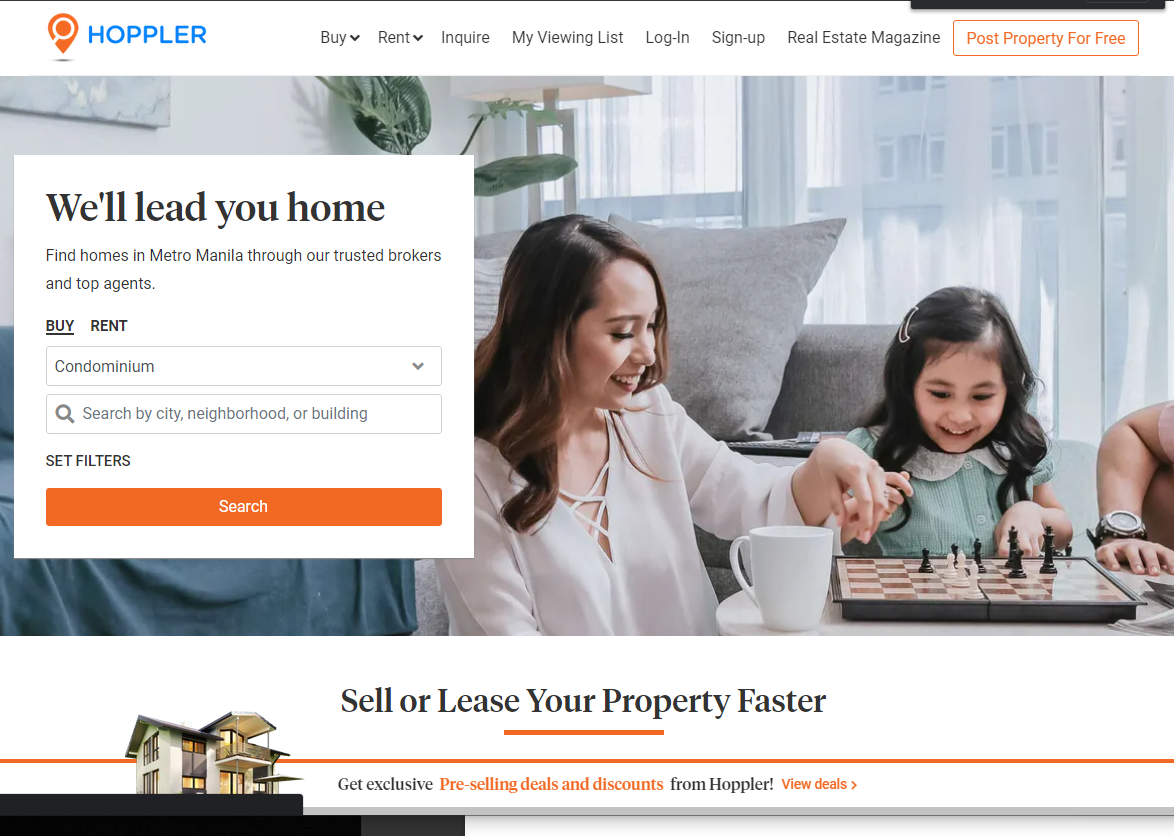 HOPPLER
Buy Rent Inquire My Viewing List Log-In Sign-up Real Estate Magazine Post Property For Free
We'll lead you home
Find homes in Metro Manila through our trusted brokers
and top agents.
BUY RENT
Condominium
Search by city, neighborhood, or building
SET FILTERS
Search
Sell or Lease Your Property Faster
Get exclusive Pre-selling deals and discounts from Hoppler! View deals >